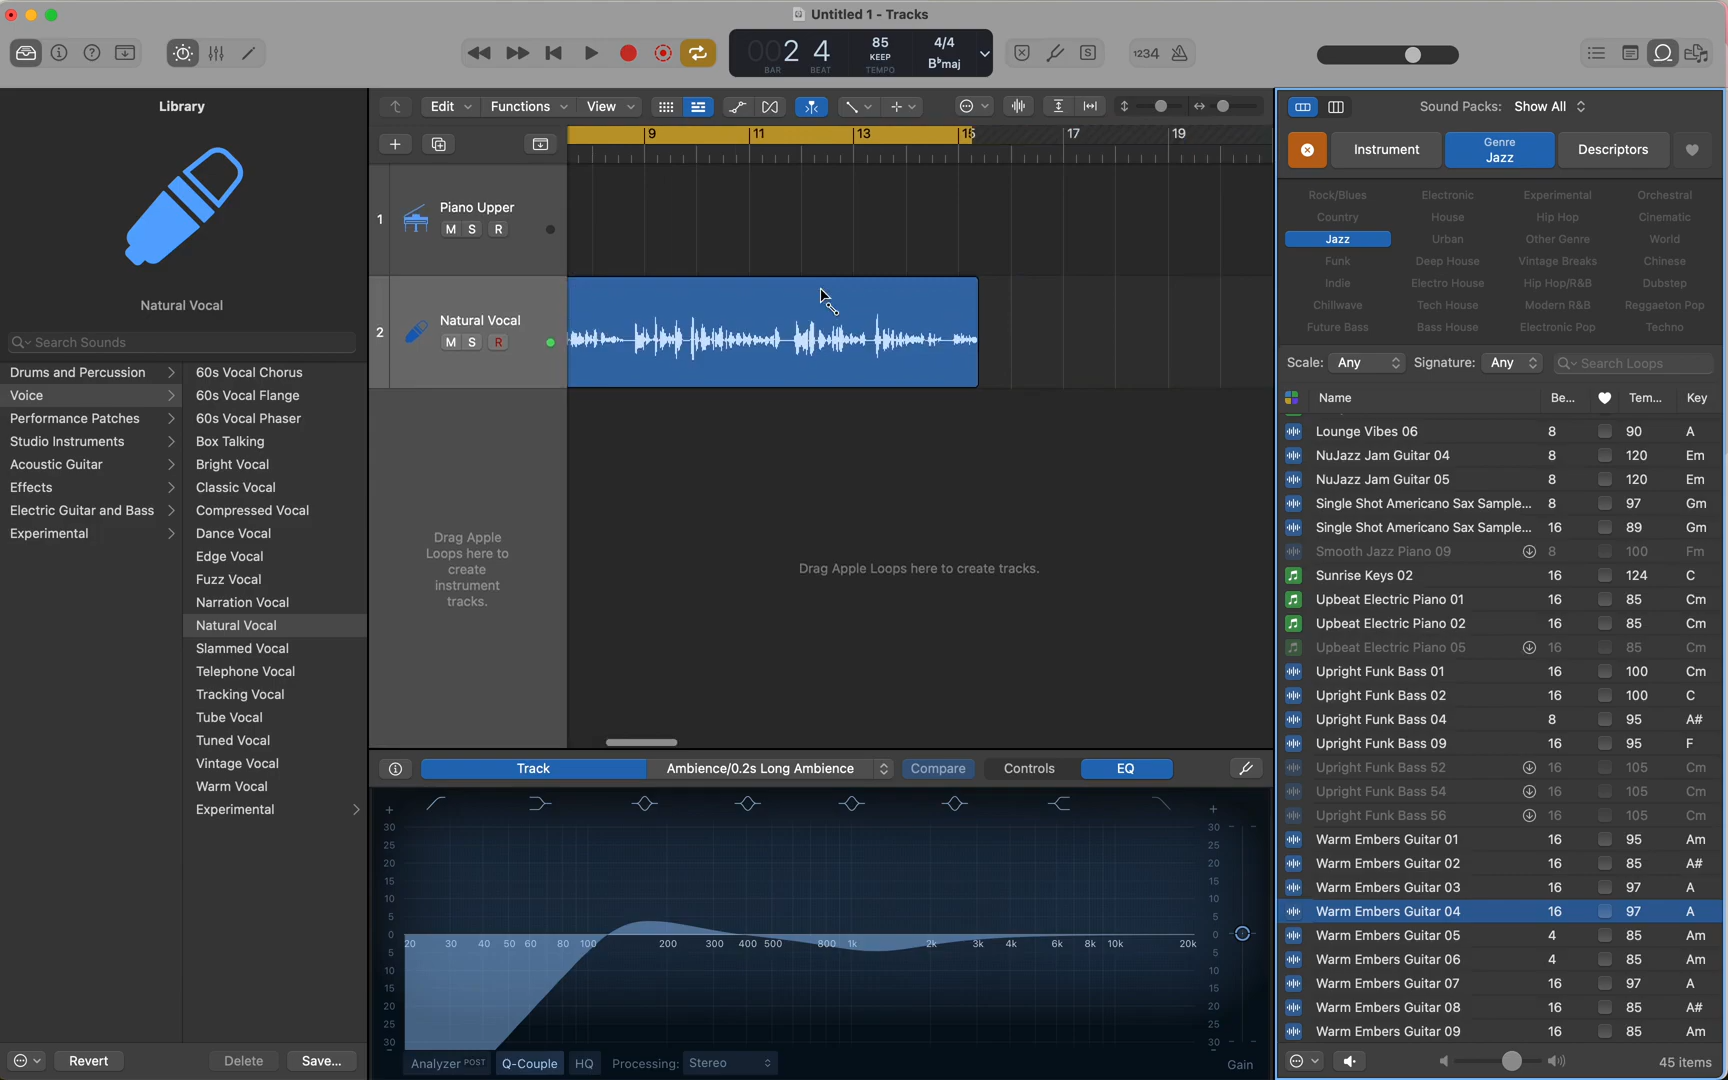 Untitled 1 - Tracks
002 4
BAR BEAT
85
KEEP
TEMPO
4/4
B♭maj
S
1234
Library
Natural Vocal
Search Sounds
Drums and Percussion
Voice
Performance Patches
Studio Instruments
Acoustic Guitar
Effects
Electric Guitar and Bass
Experimental
60s Vocal Chorus
60s Vocal Flange
60s Vocal Phaser
Box Talking
Bright Vocal
Classic Vocal
Compressed Vocal
Dance Vocal
Edge Vocal
Fuzz Vocal
Narration Vocal
Natural Vocal
Slammed Vocal
Telephone Vocal
Tracking Vocal
Tube Vocal
Tuned Vocal
Vintage Vocal
Warm Vocal
Experimental
Revert Delete Save...
Edit Functions View
9 11 13 15 17 19
1 Piano Upper
M S R
2 Natural Vocal
M S R
Drag Apple
Loops here to
create
instrument
tracks.
Drag Apple Loops here to create tracks.
Track Ambience/0.2s Long Ambience Compare Controls EQ
+ +
30 30
25 25
20 20
15 15
10 10
5 5
0 20 30 40 50 60 80 100 200 300 400 500 800 1k 2k 3k 4k 6k 8k 10k 20k 0
5 5
10 10
15 15
20 20
25 25
30 30
Analyzer POST Q-Couple HQ Processing: Stereo Gain
Sound Packs: Show All
Instrument Genre Jazz Descriptors
Rock/Blues Electronic Experimental Orchestral
Country House Hip Hop Cinematic
Jazz Urban Other Genre World
Funk Deep House Vintage Breaks Chinese
Indie Electro House Hip Hop/R&B Dubstep
Chillwave Tech House Modern R&B Reggaeton Pop
Future Bass Bass House Electronic Pop Techno
Scale: Any Signature: Any Search Loops
Name Be... Tem... Key
Lounge Vibes 06 8 90 A
NuJazz Jam Guitar 04 8 120 Em
NuJazz Jam Guitar 05 8 120 Em
Single Shot Americano Sax Sample... 8 97 Gm
Single Shot Americano Sax Sample... 16 89 Gm
Smooth Jazz Piano 09 8 100 Fm
Sunrise Keys 02 16 124 C
Upbeat Electric Piano 01 16 85 Cm
Upbeat Electric Piano 02 16 85 Cm
Upbeat Electric Piano 05 16 85 Cm
Upright Funk Bass 01 16 100 Cm
Upright Funk Bass 02 16 100 C
Upright Funk Bass 04 8 95 A#
Upright Funk Bass 09 16 95 F
Upright Funk Bass 52 16 105 Cm
Upright Funk Bass 54 16 105 Cm
Upright Funk Bass 56 16 105 Cm
Warm Embers Guitar 01 16 95 Am
Warm Embers Guitar 02 16 85 A#
Warm Embers Guitar 03 16 97 A
Warm Embers Guitar 04 16 97 A
Warm Embers Guitar 05 4 85 Am
Warm Embers Guitar 06 4 85 Am
Warm Embers Guitar 07 16 97 A
Warm Embers Guitar 08 16 85 A#
Warm Embers Guitar 09 16 85 Am
45 items